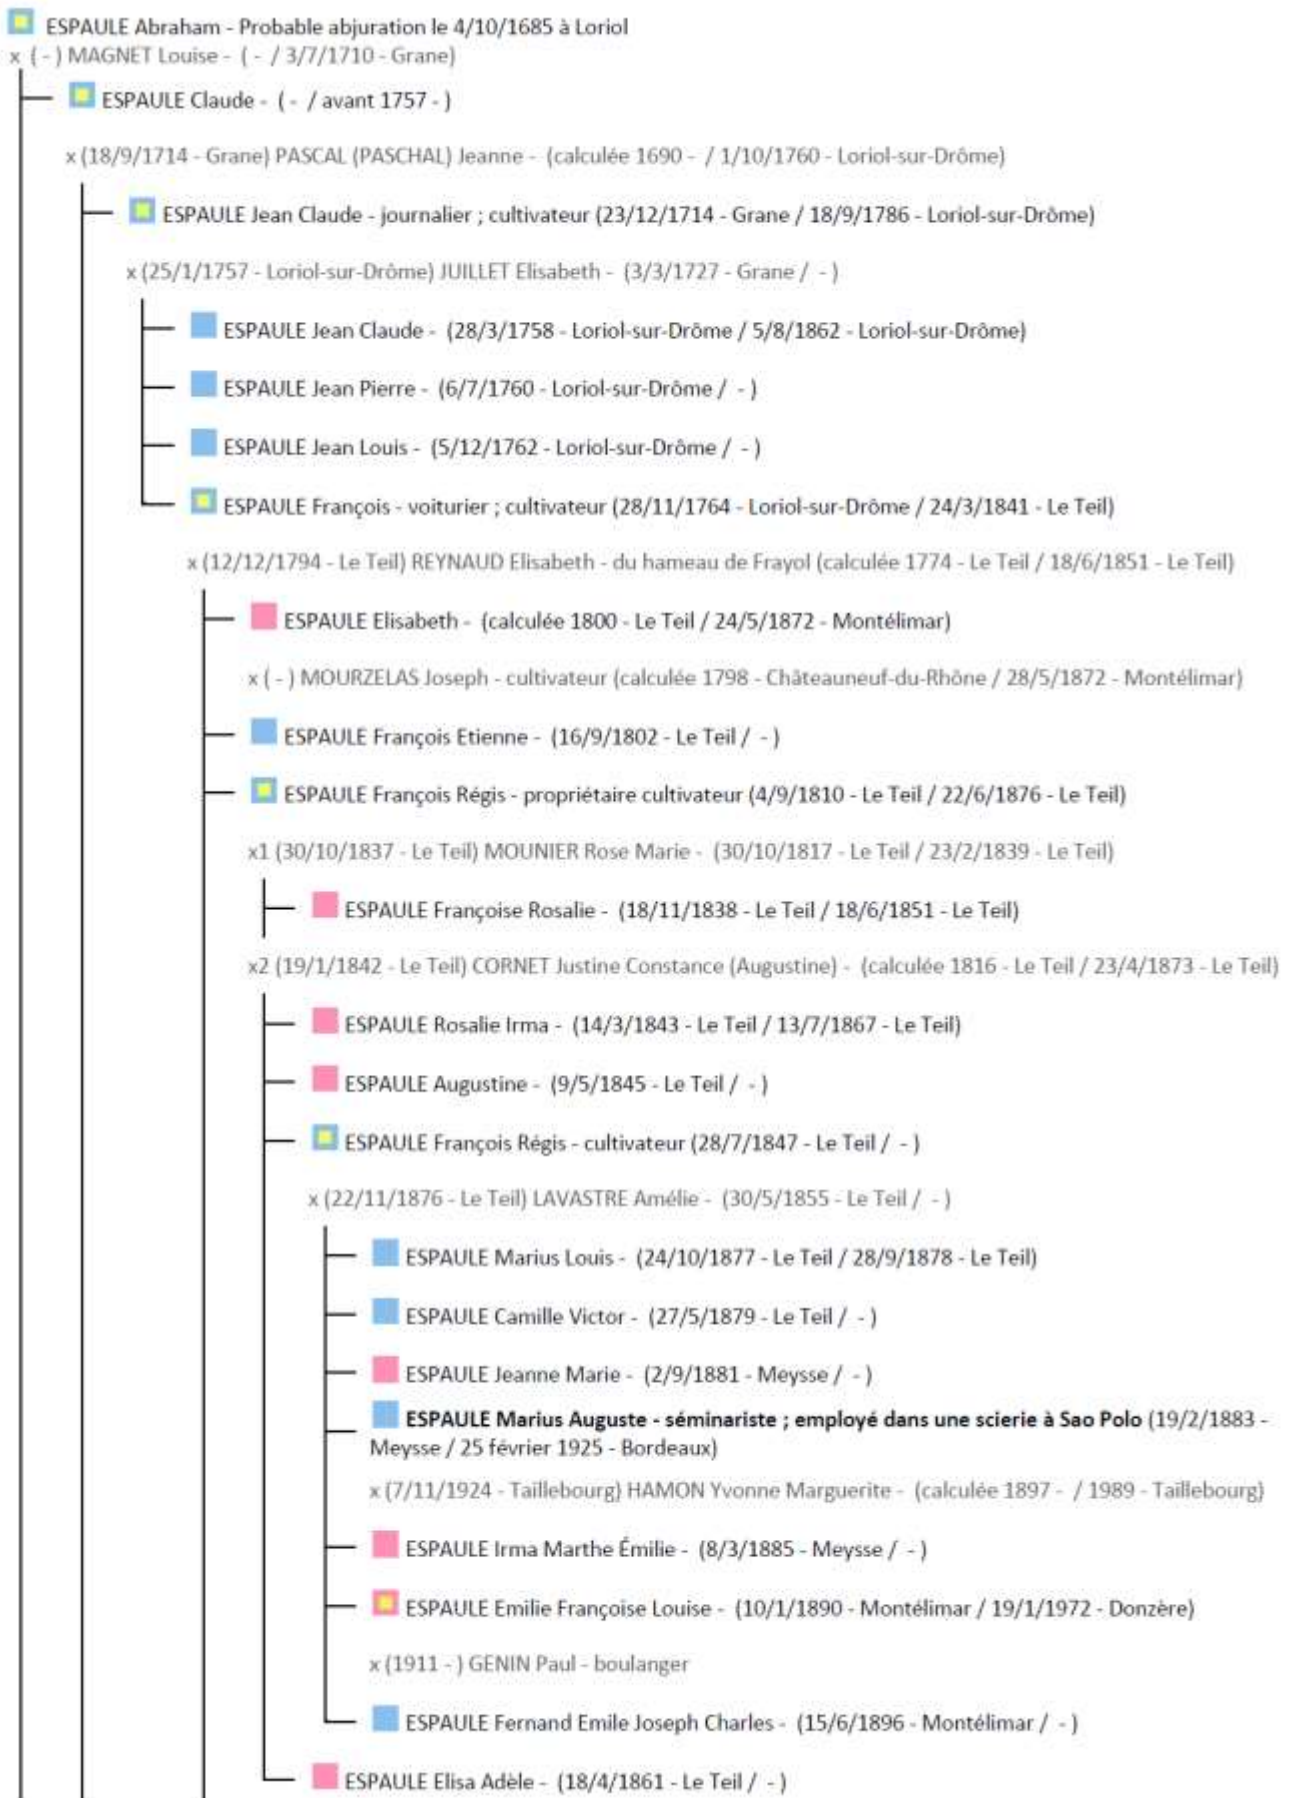 ESPAULE Abraham - Probable abjuration le 4/10/1685 à Loriol
x ( - ) MAGNET Louise - ( - / 3/7/1710 - Grane)
ESPAULE Claude - ( - / avant 1757 - )
x (18/9/1714 - Grane) PASCAL (PASCHAL) Jeanne - (calculée 1690 - / 1/10/1760 - Loriol-sur-Drôme)
ESPAULE Jean Claude - journalier ; cultivateur (23/12/1714 - Grane / 18/9/1786 - Loriol-sur-Drôme)
x (25/1/1757 - Loriol-sur-Drôme) JUILLET Elisabeth - (3/3/1727 - Grane / - )
ESPAULE Jean Claude - (28/3/1758 - Loriol-sur-Drôme / 5/8/1862 - Loriol-sur-Drôme)
ESPAULE Jean Pierre - (6/7/1760 - Loriol-sur-Drôme / - )
ESPAULE Jean Louis - (5/12/1762 - Loriol-sur-Drôme / - )
ESPAULE François - voiturier ; cultivateur (28/11/1764 - Loriol-sur-Drôme / 24/3/1841 - Le Teil)
x (12/12/1794 - Le Teil) REYNAUD Elisabeth - du hameau de Frayol (calculée 1774 - Le Teil / 18/6/1851 - Le Teil)
ESPAULE Elisabeth - (calculée 1800 - Le Teil / 24/5/1872 - Montélimar)
x ( - ) MOURZELAS Joseph - cultivateur (calculée 1798 - Châteauneuf-du-Rhône / 28/5/1872 - Montélimar)
ESPAULE François Etienne - (16/9/1802 - Le Teil / - )
ESPAULE François Régis - propriétaire cultivateur (4/9/1810 - Le Teil / 22/6/1876 - Le Teil)
x1 (30/10/1837 - Le Teil) MOUNIER Rose Marie - (30/10/1817 - Le Teil / 23/2/1839 - Le Teil)
ESPAULE Françoise Rosalie - (18/11/1838 - Le Teil / 18/6/1851 - Le Teil)
x2 (19/1/1842 - Le Teil) CORNET Justine Constance (Augustine) - (calculée 1816 - Le Teil / 23/4/1873 - Le Teil)
ESPAULE Rosalie Irma - (14/3/1843 - Le Teil / 13/7/1867 - Le Teil)
ESPAULE Augustine - (9/5/1845 - Le Teil / - )
ESPAULE François Régis - cultivateur (28/7/1847 - Le Teil / - )
x (22/11/1876 - Le Teil) LAVASTRE Amélie - (30/5/1855 - Le Teil / - )
ESPAULE Marius Louis - (24/10/1877 - Le Teil / 28/9/1878 - Le Teil)
ESPAULE Camille Victor - (27/5/1879 - Le Teil / - )
ESPAULE Jeanne Marie - (2/9/1881 - Meysse / - )
ESPAULE Marius Auguste - séminariste ; employé dans une scierie à Sao Polo (19/2/1883 -
Meysse / 25 février 1925 - Bordeaux)
x (7/11/1924 - Taillebourg) HAMON Yvonne Marguerite - (calculée 1897 - / 1989 - Taillebourg)
ESPAULE Irma Marthe Émilie - (8/3/1885 - Meysse / - )
ESPAULE Emilie Françoise Louise - (10/1/1890 - Montélimar / 19/1/1972 - Donzère)
x (1911 - ) GENIN Paul - boulanger
ESPAULE Fernand Emile Joseph Charles - (15/6/1896 - Montélimar / - )
ESPAULE Elisa Adèle - (18/4/1861 - Le Teil / - )